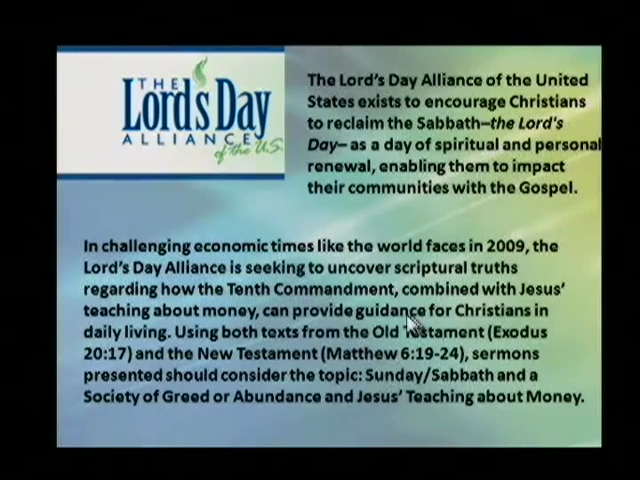 THE
Lord's Day
ALLIANCE
of the U.S.
The Lord's Day Alliance of the United
States exists to encourage Christians
to reclaim the Sabbath–the Lord's
Day– as a day of spiritual and personal
renewal, enabling them to impact
their communities with the Gospel.
In challenging economic times like the world faces in 2009, the
Lord's Day Alliance is seeking to uncover scriptural truths
regarding how the Tenth Commandment, combined with Jesus'
teaching about money, can provide guidance for Christians in
daily living. Using both texts from the Old Testament (Exodus
20:17) and the New Testament (Matthew 6:19-24), sermons
presented should consider the topic: Sunday/Sabbath and a
Society of Greed or Abundance and Jesus' Teaching about Money.